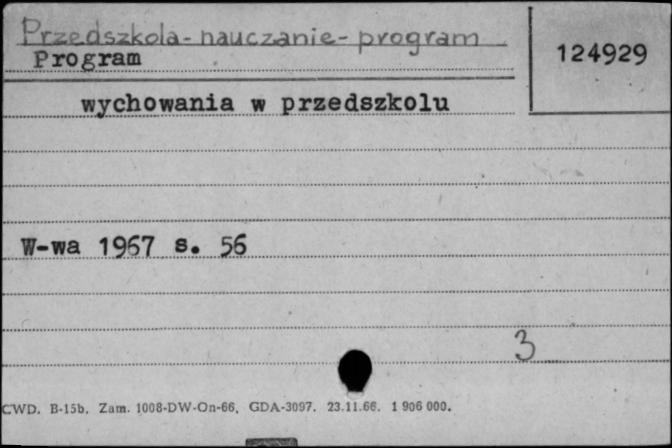 Przedszkola - nauczanie - program
124929
Program
wychowania w przedszkolu
W-wa 1967 s. 56
3
CWD. B-15b. Zam. 1008-DW-On-66. GDA-3097. 23.11.66. 1 906 000.